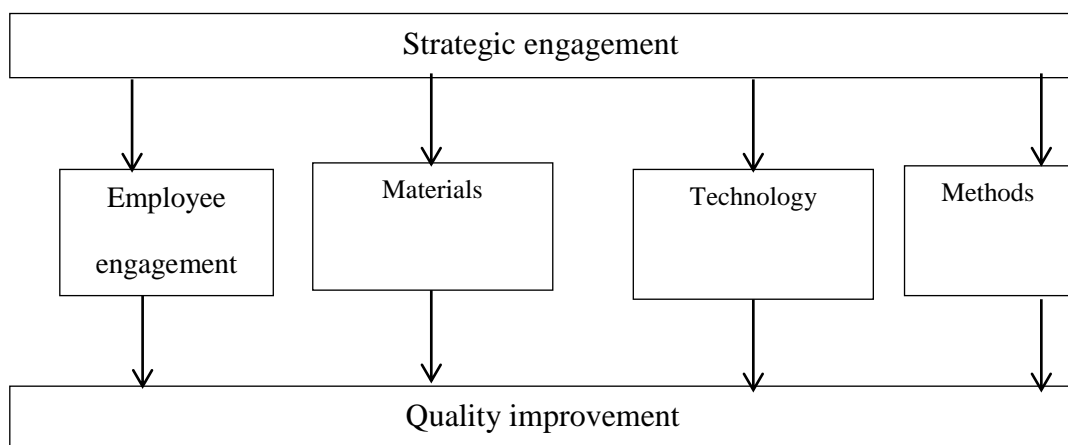 Strategic engagement
Employee
engagement
Materials
Technology
Methods
Quality improvement